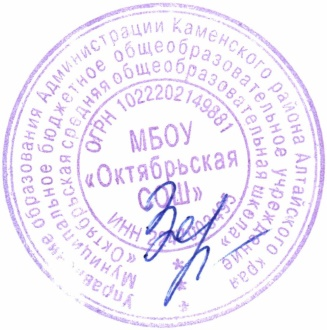 Управление образования Администрации Каменского района Алтайского края
Муниципальное бюджетное общеобразовательное учреждение
«Октябрьская средняя общеобразовательная школа»
ОГРН 1022202149881
ИНН
МБОУ
«Октябрьская
СОШ»